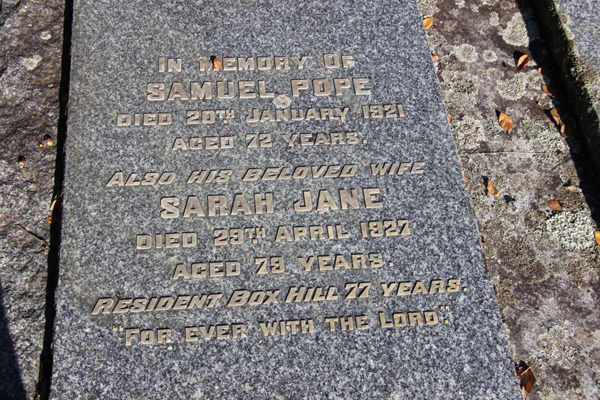 In Memory Of
SAMUEL POPE
DIED 20TH JANUARY 1921
AGED 72 YEARS.
ALSO HIS BELOVED WIFE
SARAH JANE
DIED 29TH APRIL 1927
AGED 79 YEARS.
RESIDENT BOX HILL 77 YEARS.
"FOR EVER WITH THE LORD".